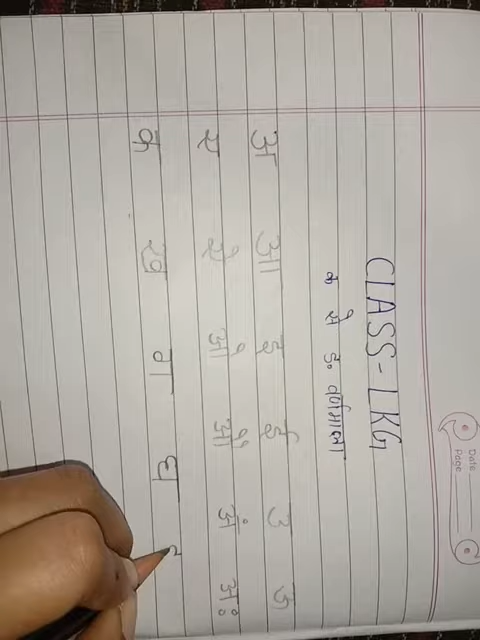 Date
Page
CLASS-LKG
क से ङ वर्णमाला
अ आ इ ई उ ऊ
ए ऐ ओ औ अं अः
क ख ग घ